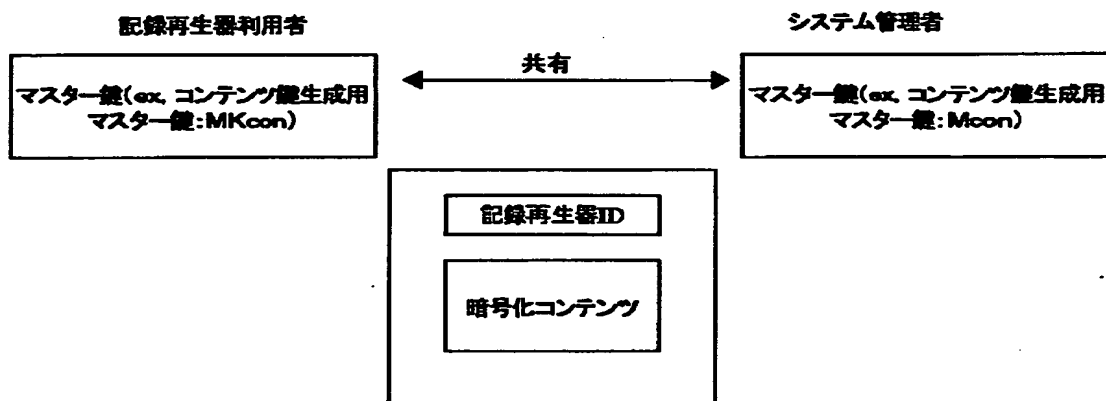 記録再生器利用者
システム管理者
共有
マスター鍵(ex, コンテンツ鍵生成用
マスター鍵:MKcon)
マスター鍵(ex, コンテンツ鍵生成用
マスター鍵:Mcon)
記録再生器ID
暗号化コンテンツ